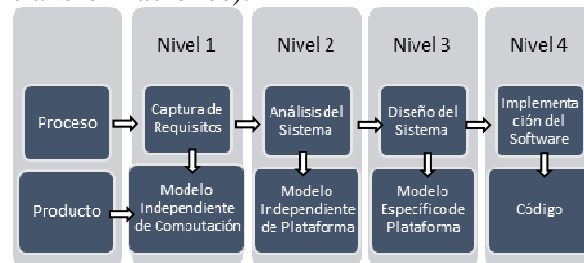 Nivel 1
Nivel 2
Nivel 3
Nivel 4
Proceso
Captura de
Requisitos
Análisis del
Sistema
Diseño del
Sistema
Implementa
ción del
Software
Producto
Modelo
Independiente
de Computación
Modelo
Independiente
de Plataforma
Modelo
Específico de
Plataforma
Código